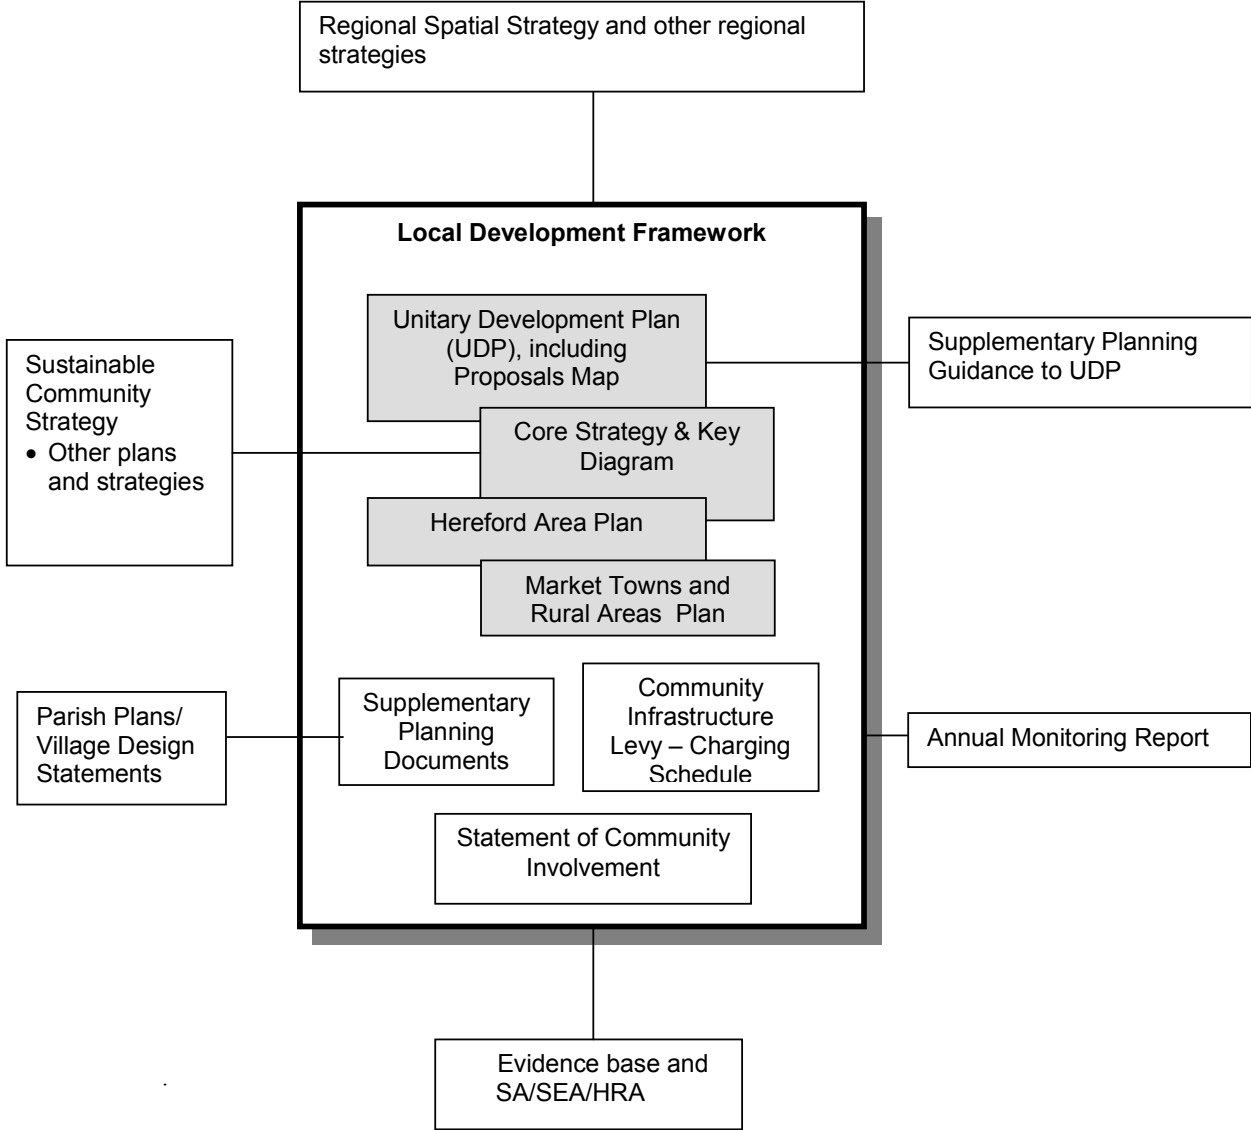 Regional Spatial Strategy and other regional
strategies
Local Development Framework
Unitary Development Plan
(UDP), including
Proposals Map
Supplementary Planning
Guidance to UDP
Sustainable
Community
Strategy
• Other plans
and strategies
Core Strategy & Key
Diagram
Hereford Area Plan
Market Towns and
Rural Areas Plan
Parish Plans/
Village Design
Statements
Supplementary
Planning
Documents
Community
Infrastructure
Levy – Charging
Schedule
Annual Monitoring Report
Statement of Community
Involvement
Evidence base and
SA/SEA/HRA